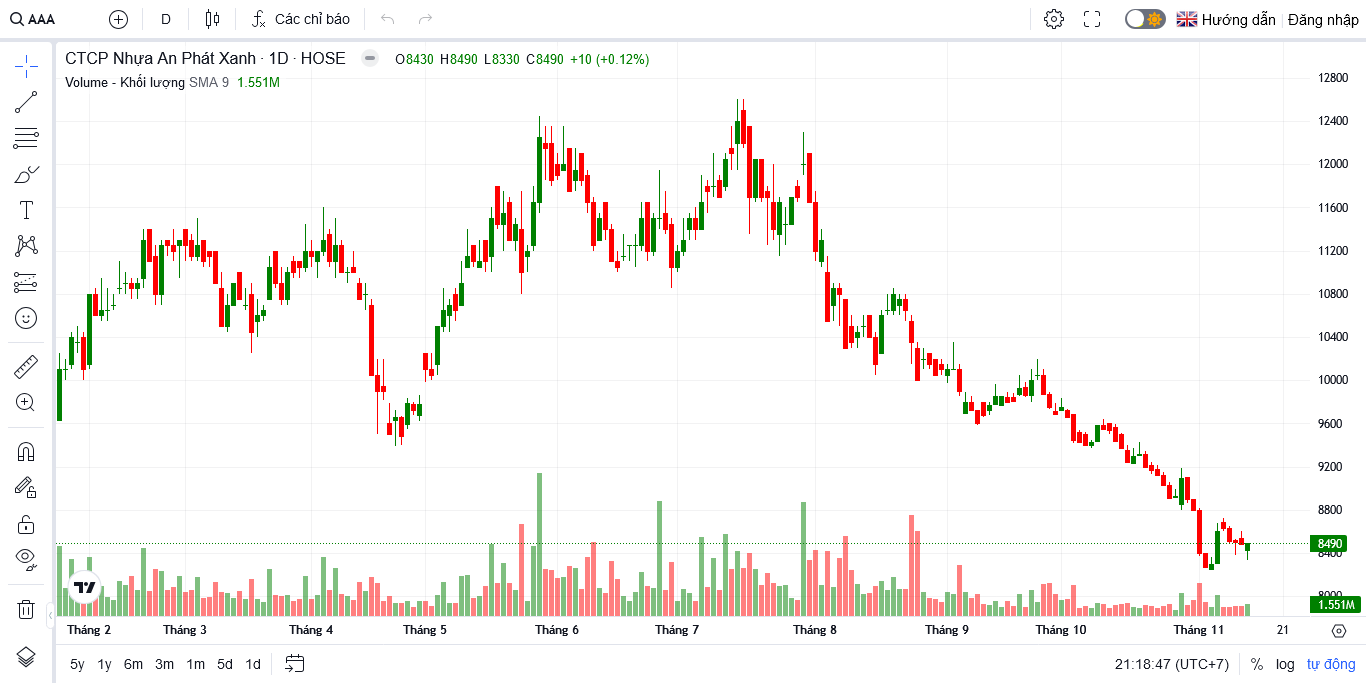 AAA D Các chỉ báo Hướng dẫn Đăng nhập
CTCP Nhựa An Phát Xanh · 1D · HOSE O8430 H8490 L8330 C8490 +10 (+0.12%)
Volume - Khối lượng SMA 9 1.551M
12800
12400
12000
11600
11200
10800
10400
10000
9600
9200
8800
8490
8400
8000
1.551M
Tháng 2 Tháng 3 Tháng 4 Tháng 5 Tháng 6 Tháng 7 Tháng 8 Tháng 9 Tháng 10 Tháng 11 21
5y 1y 6m 3m 1m 5d 1d 21:18:47 (UTC+7) % log tự động